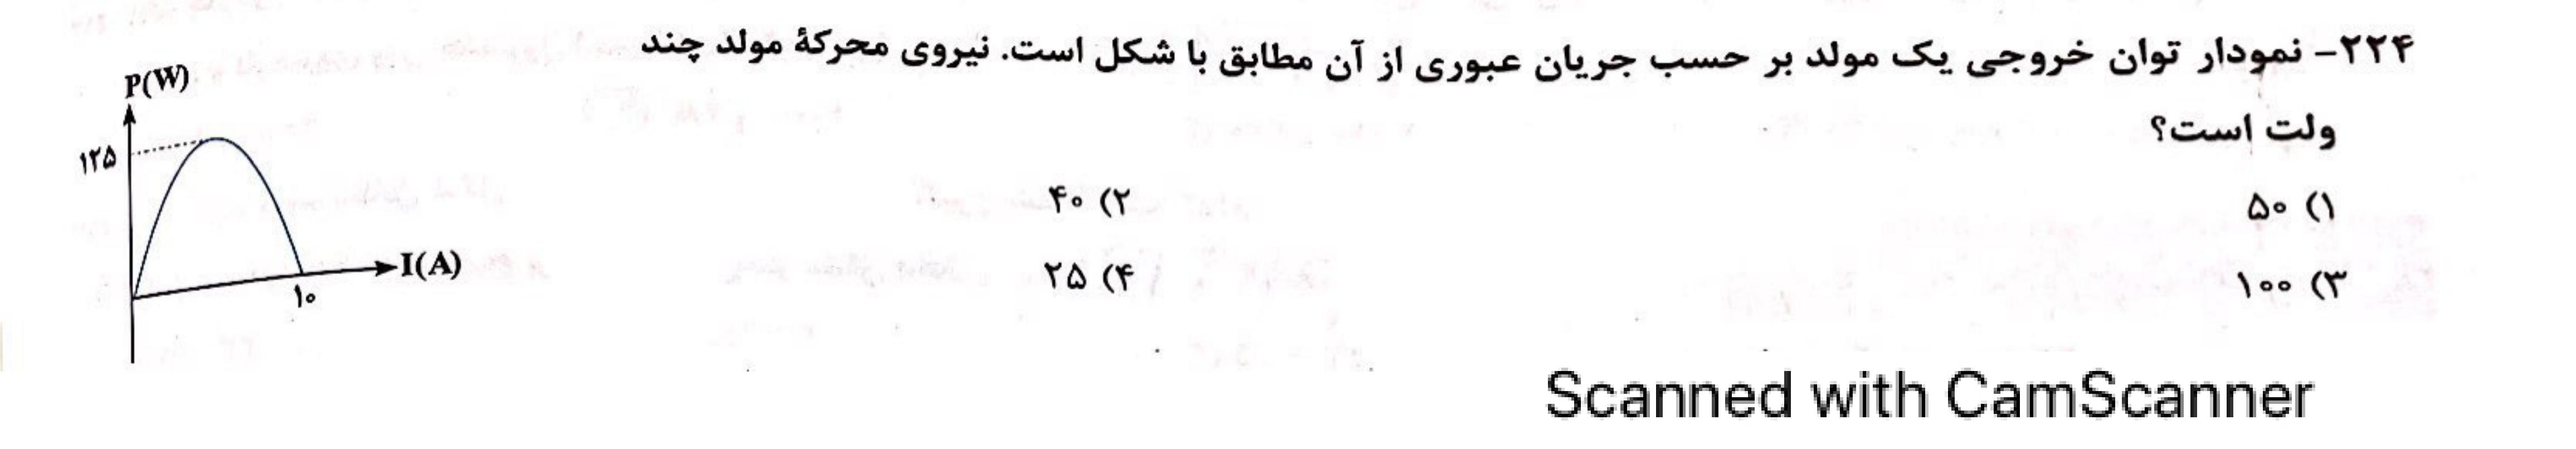 ۲۲۴- نمودار توان خروجی یک مولد بر حسب جریان عبوری از آن مطابق با شکل است. نیروی محرکهٔ مولد چند
ولت است؟
۱) ۵۰
۲) ۴۰
۳) ۱۰۰
۴) ۲۵
P(W)
۱۲۵
I(A)
۱۰
Scanned with CamScanner